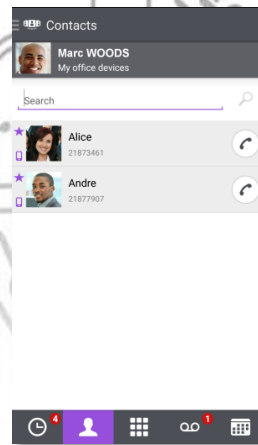 Contacts
Marc WOODS
My office devices
Search
Alice
21873461
Andre
21877907
4
1